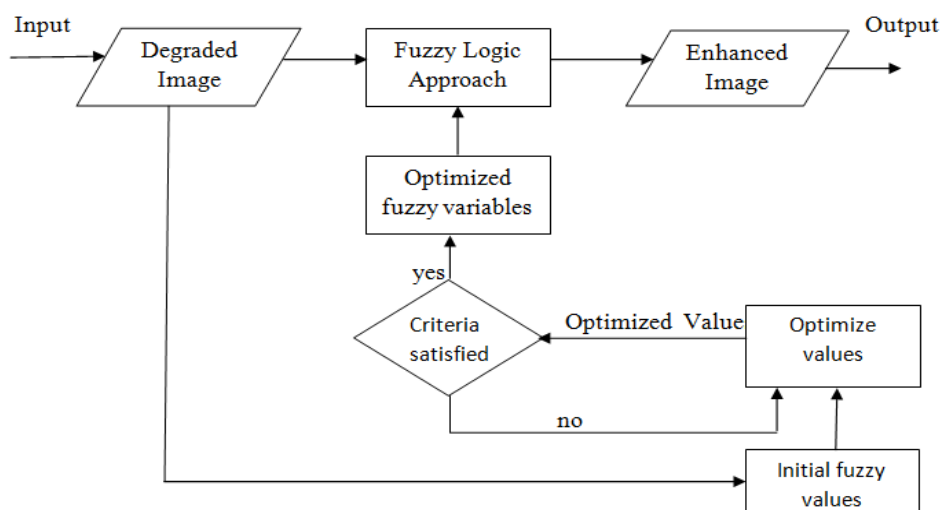 Input
Output
Degraded
Image
Fuzzy Logic
Approach
Enhanced
Image
Optimized
fuzzy variables
yes
Criteria
satisfied
Optimized Value
Optimize
values
no
Initial fuzzy
values